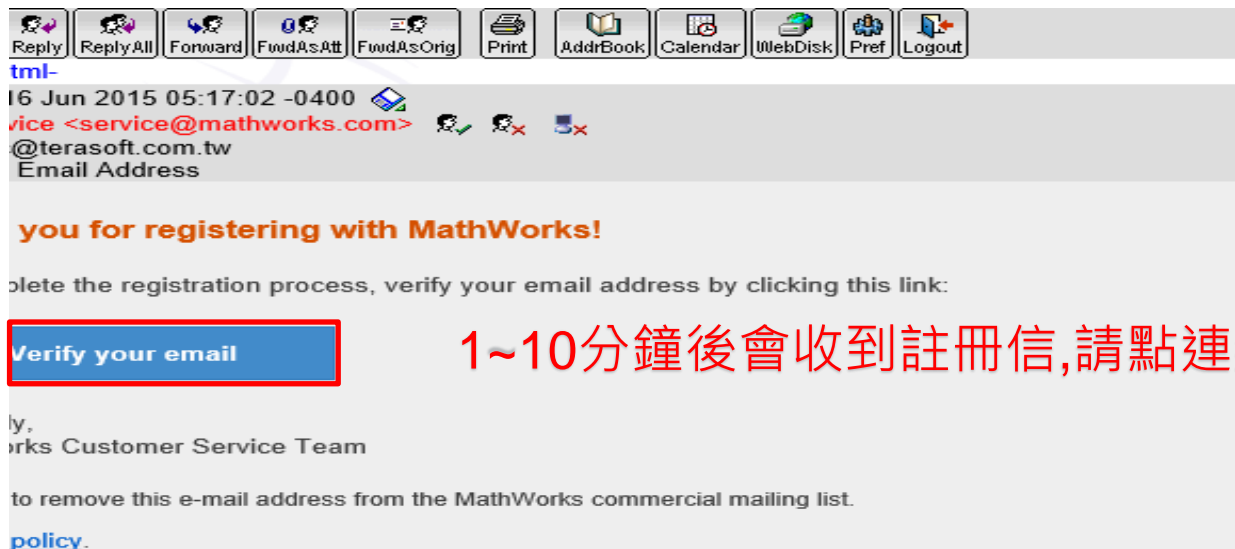 Reply ReplyAll Forward FwdAsAtt FwdAsOrig Print AddrBook Calendar WebDisk Pref Logout
tml-
16 Jun 2015 05:17:02 -0400
vice <service@mathworks.com>
@terasoft.com.tw
Email Address
you for registering with MathWorks!
plete the registration process, verify your email address by clicking this link:
Verify your email
1~10分鐘後會收到註冊信,請點連
ly,
orks Customer Service Team
to remove this e-mail address from the MathWorks commercial mailing list.
policy.